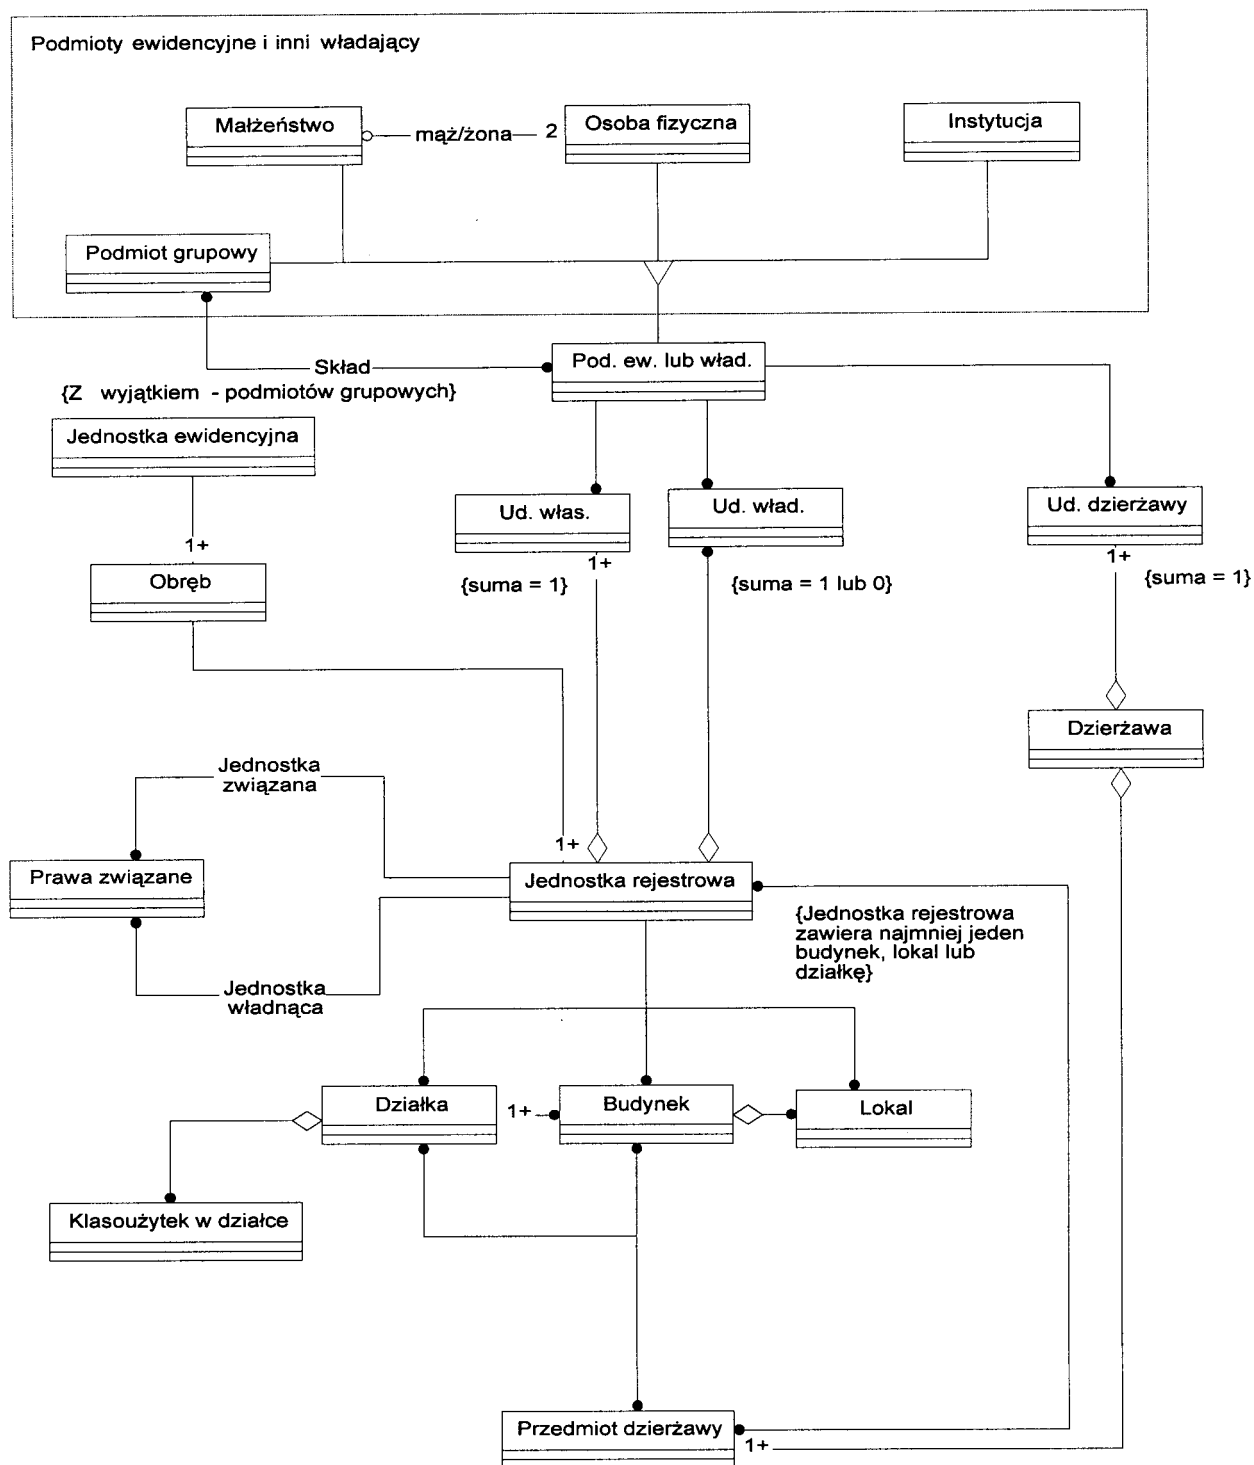 Podmioty ewidencyjne i inni władający
Małżeństwo
mąż/żona
2
Osoba fizyczna
Instytucja
Podmiot grupowy
Skład
Pod. ew. lub wład.
{Z wyjątkiem - podmiotów grupowych}
Jednostka ewidencyjna
Ud. włas.
Ud. wład.
Ud. dzierżawy
1+
1+
1+
{suma = 1}
{suma = 1 lub 0}
{suma = 1}
Obręb
Dzierżawa
Jednostka
związana
1+
Prawa związane
Jednostka rejestrowa
{Jednostka rejestrowa
zawiera najmniej jeden
budynek, lokal lub
działkę}
Jednostka
władnąca
Działka
1+
Budynek
Lokal
Klasoużytek w działce
Przedmiot dzierżawy
1+